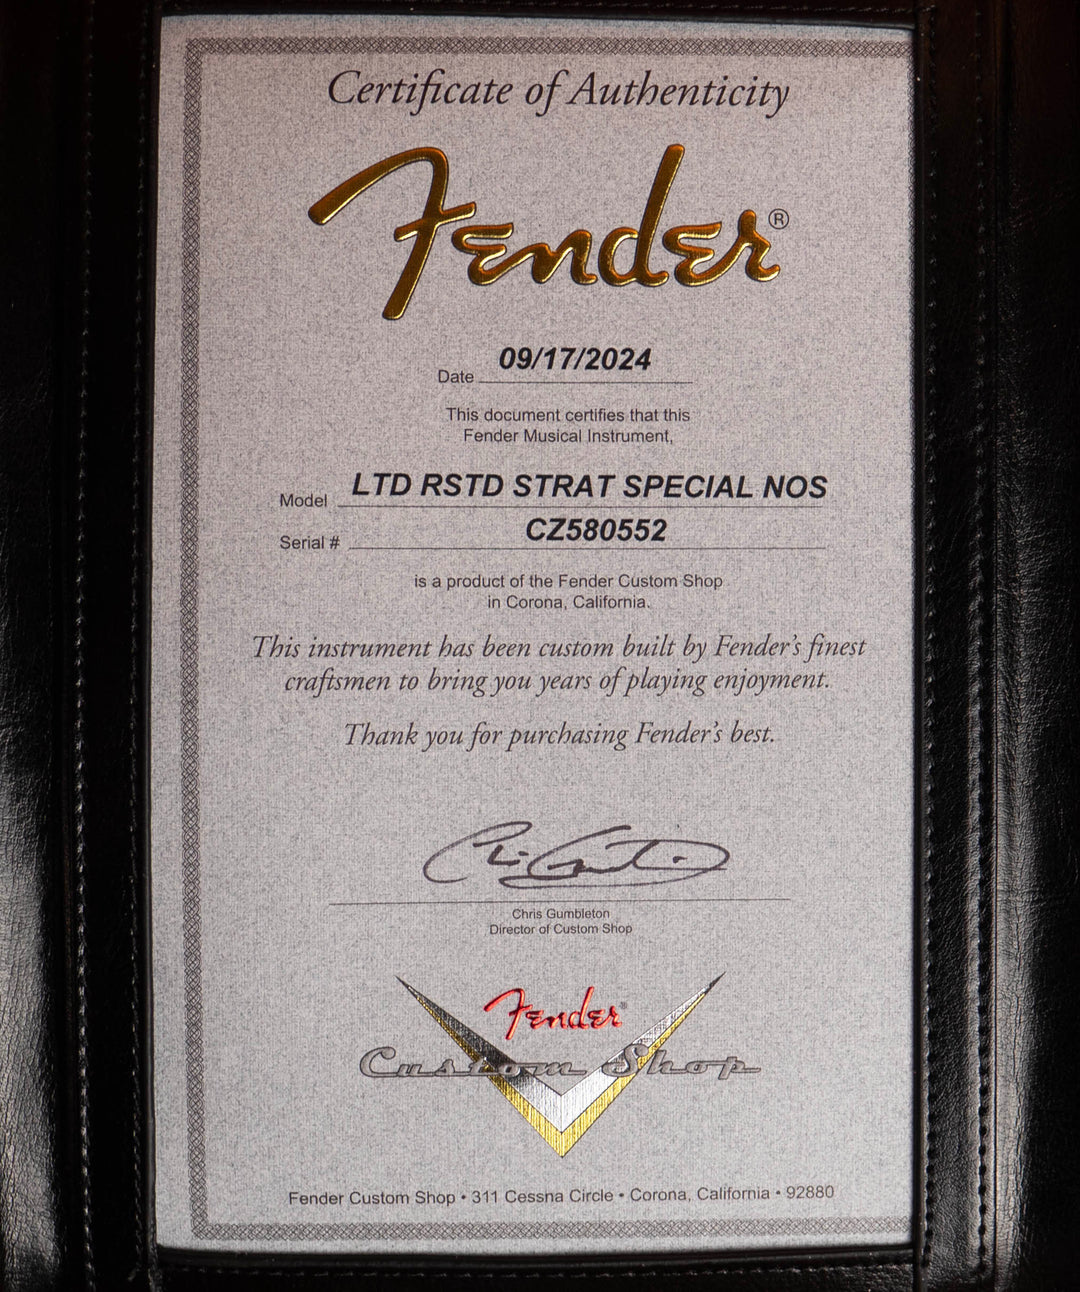 Certificate of Authenticity
Fender®
Date 09/17/2024
This document certifies that this
Fender Musical Instrument,
Model LTD RSTD STRAT SPECIAL NOS
Serial # CZ580552
is a product of the Fender Custom Shop
in Corona, California.
This instrument has been custom built by Fender's finest
craftsmen to bring you years of playing enjoyment.
Thank you for purchasing Fender's best.
Chris Gumbleton
Director of Custom Shop
Fender®
Custom Shop
Fender Custom Shop • 311 Cessna Circle • Corona, California • 92880